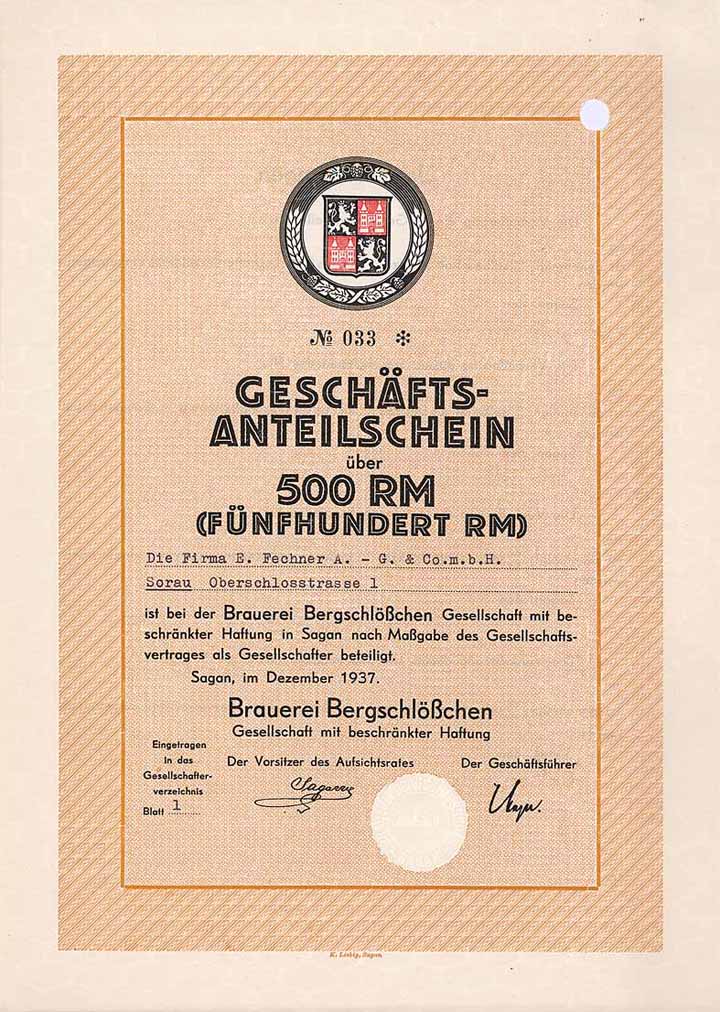 № 033 ✻
GESCHÄFTS-
ANTEILSCHEIN
über
500 RM
(FÜNFHUNDERT RM)
Die Firma E. Fechner A. - G. & Co.m.b.H.
Sorau Oberschlosstrasse 1
ist bei der Brauerei Bergschlößchen Gesellschaft mit be-
schränkter Haftung in Sagan nach Maßgabe des Gesellschafts-
vertrages als Gesellschafter beteiligt.
Sagan, im Dezember 1937.
Brauerei Bergschlößchen
Gesellschaft mit beschränkter Haftung
Eingetragen
in das
Gesellschafter-
verzeichnis
Blatt 1
Der Vorsitzer des Aufsichtsrates
Der Geschäftsführer
K. Liebig, Sagan.